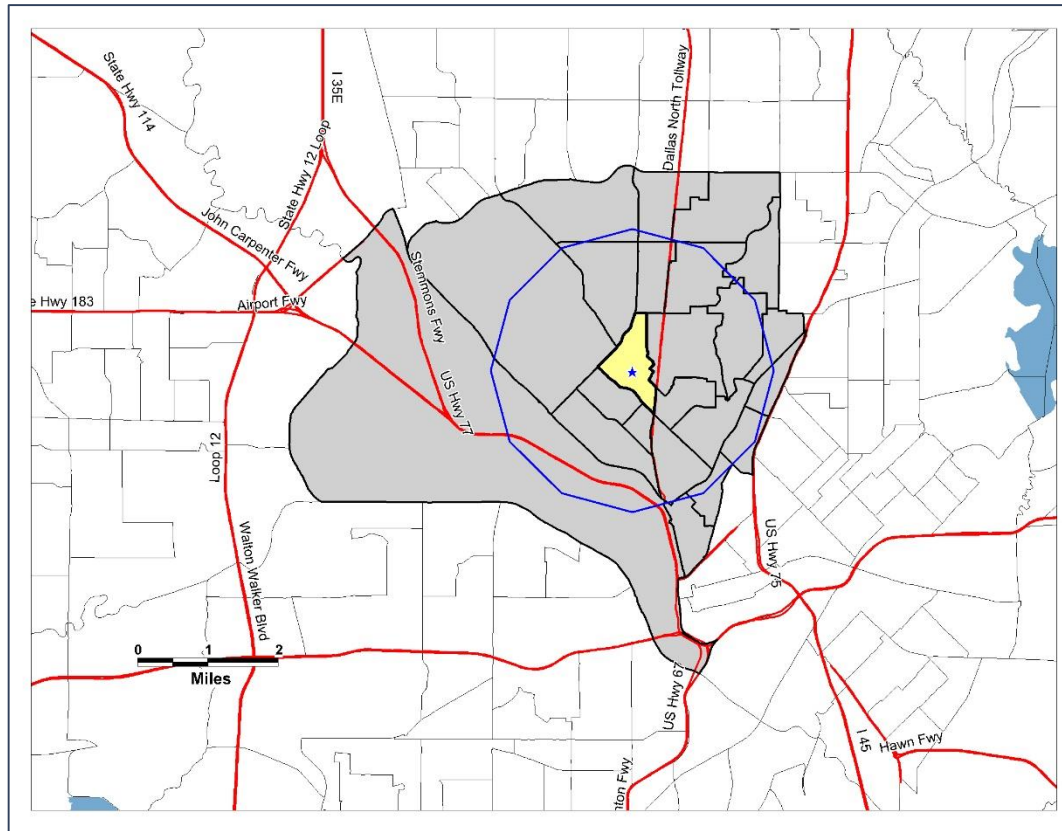 State Hwy 114
I 35E
Dallas North Tollway
State Hwy 12 Loop
John Carpenter Fwy
Stemmons Fwy
e Hwy 183
Airport Fwy
US Hwy 77
Loop 12
US Hwy 75
Walton Walker Blvd
0 1 2
Miles
US Hwy 67
I 45
Hawn Fwy
nton Fwy